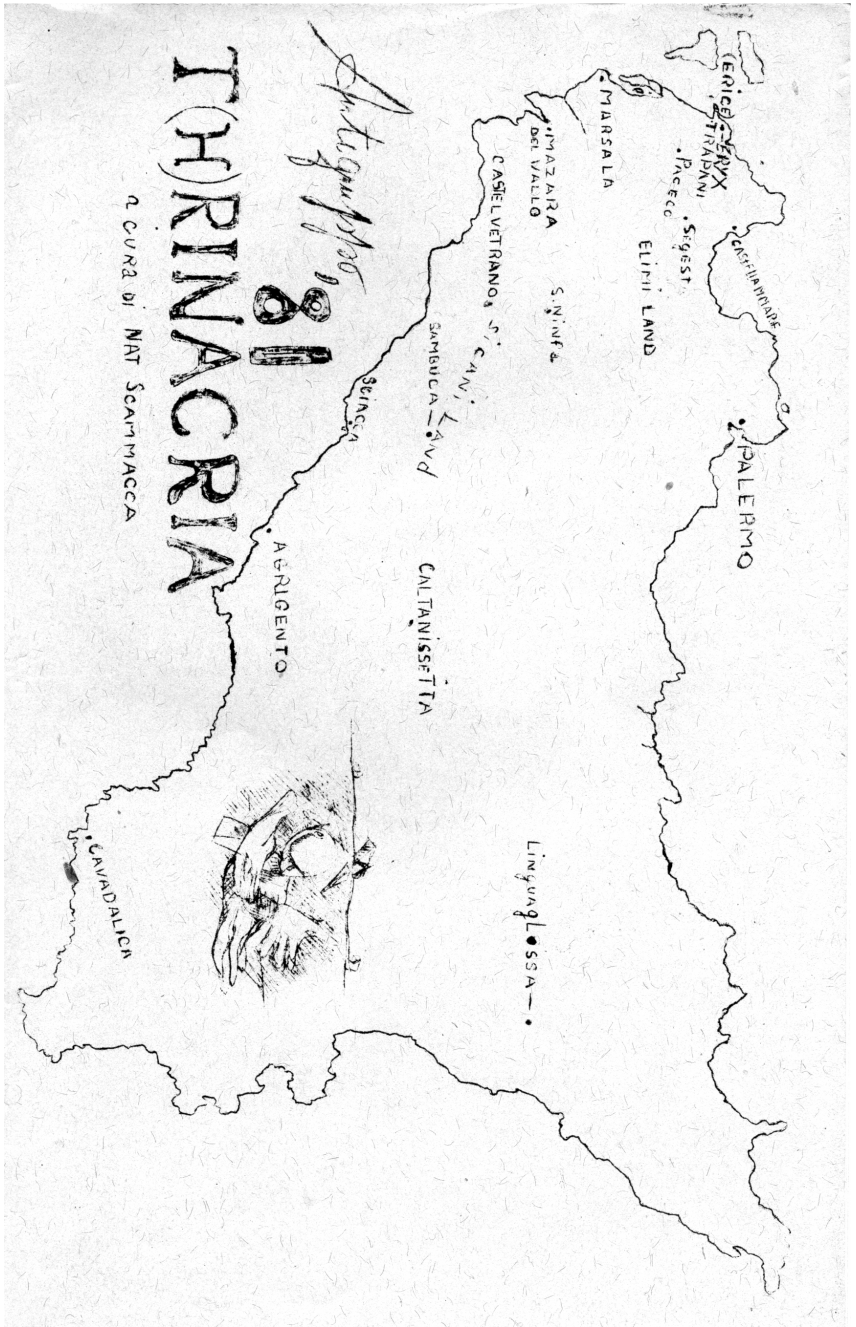 (ERICE)-ERYX
TRAPANI
PACECO
SEGEST
CASTELLAMMARE
PALERMO
ELIMI LAND
MARSALA
MAZARA
DEL VALLO
S. Ninfa
CASTELVETRANO
SICANI LAND
SAMBUCA
SCIACCA
CALTANISSETTA
LinguagLOSSA
AGRIGENTO
CAVADALICA
Antigruppo,
81
T(H)RINACRIA
a CURA DI NAT SCAMMACCA